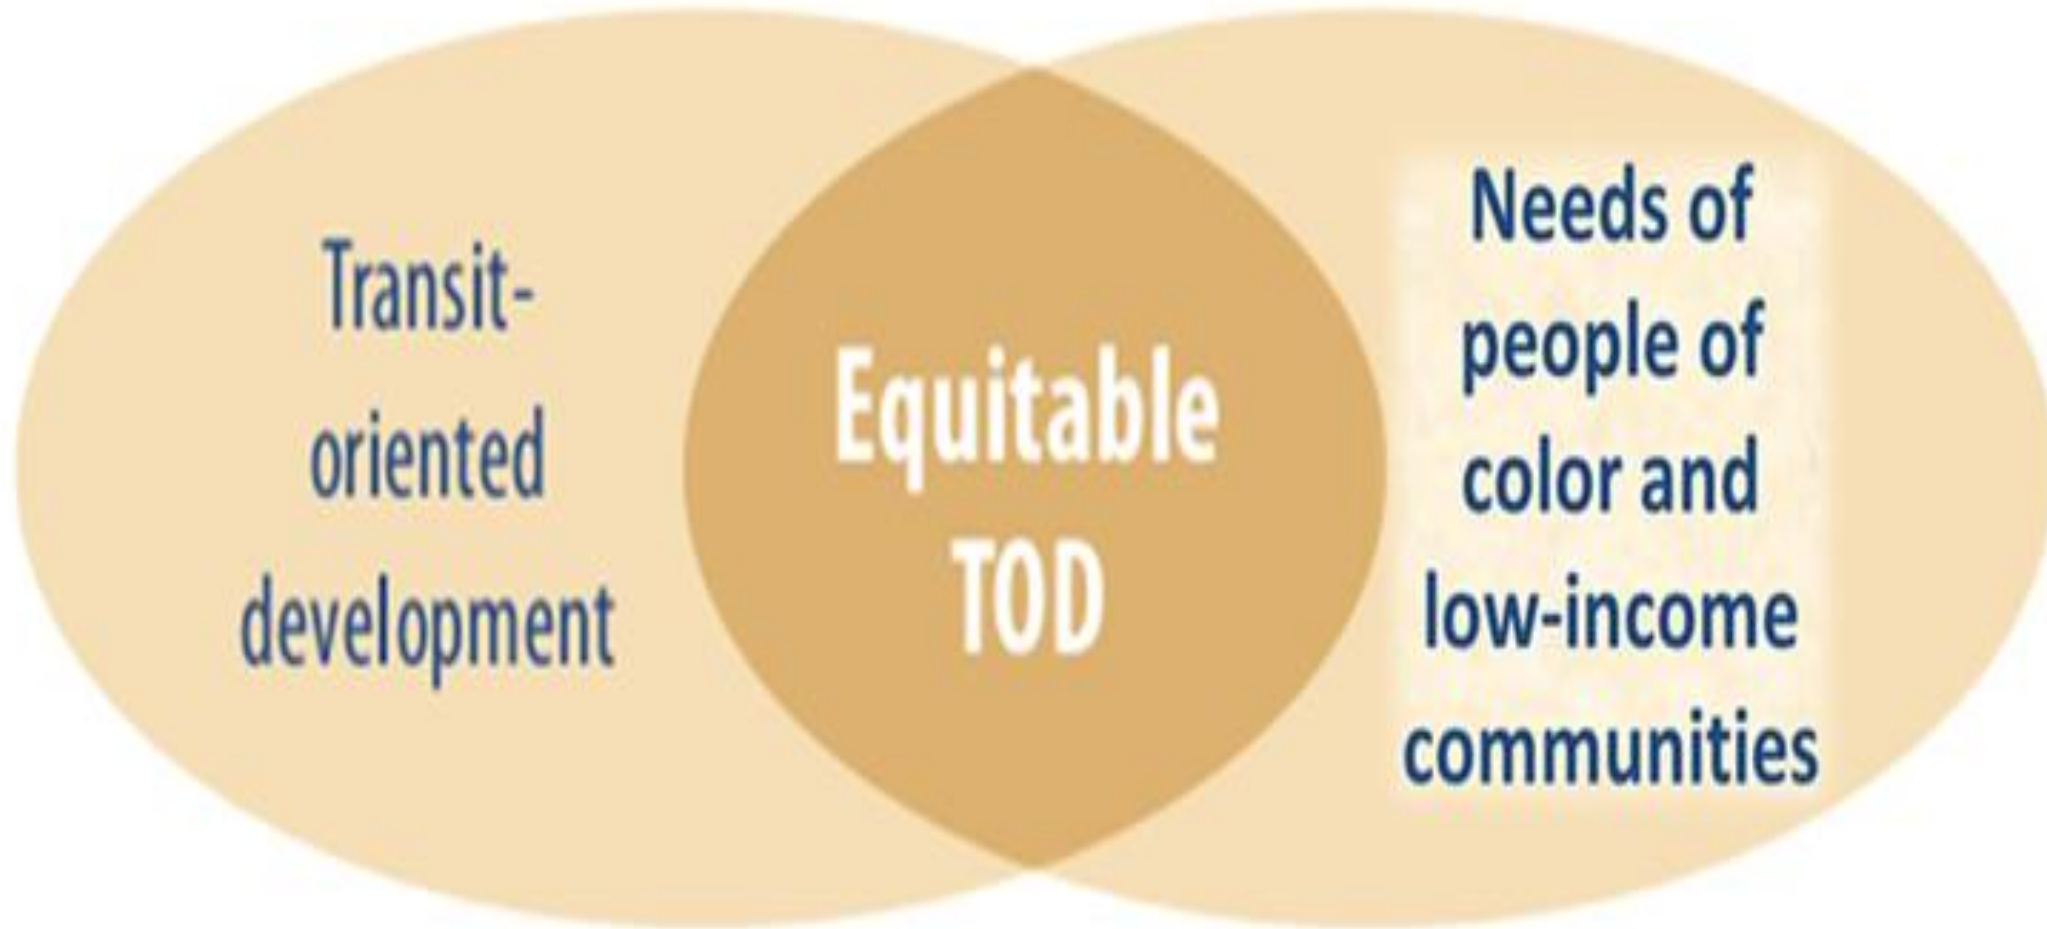 Transit-
oriented
development
Equitable
TOD
Needs of
people of
color and
low-income
communities